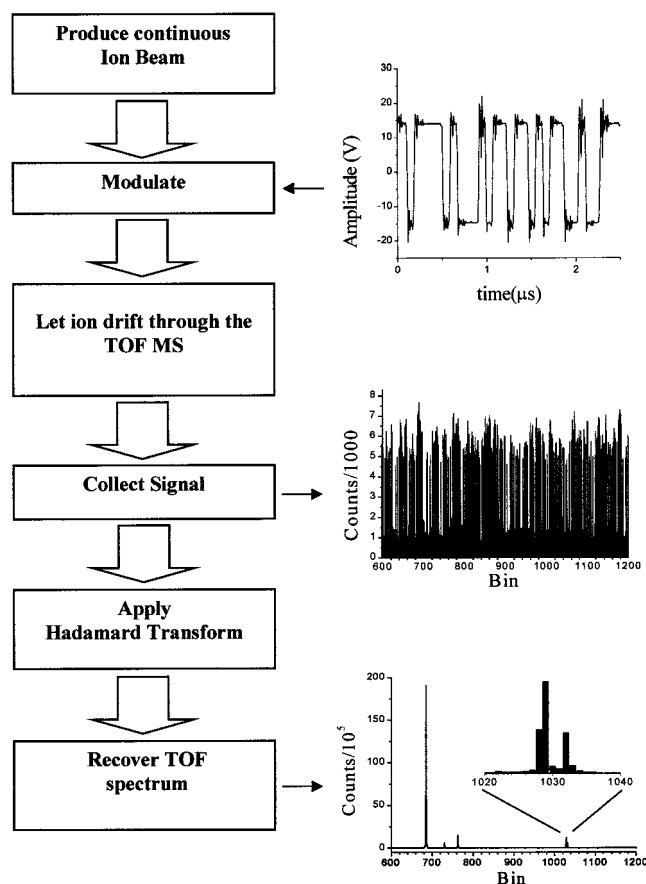 Produce continuous
Ion Beam
Modulate
Let ion drift through the
TOF MS
Collect Signal
Apply
Hadamard Transform
Recover TOF
spectrum
Amplitude (V)
20
10
0
-10
-20
0
1
2
time(μs)
Counts/1000
8
7
6
5
4
3
2
1
0
600 700 800 900 1000 1100 1200
Bin
Counts/10⁵
200
150
100
50
0
1020 1030 1040
600 700 800 900 1000 1100 1200
Bin